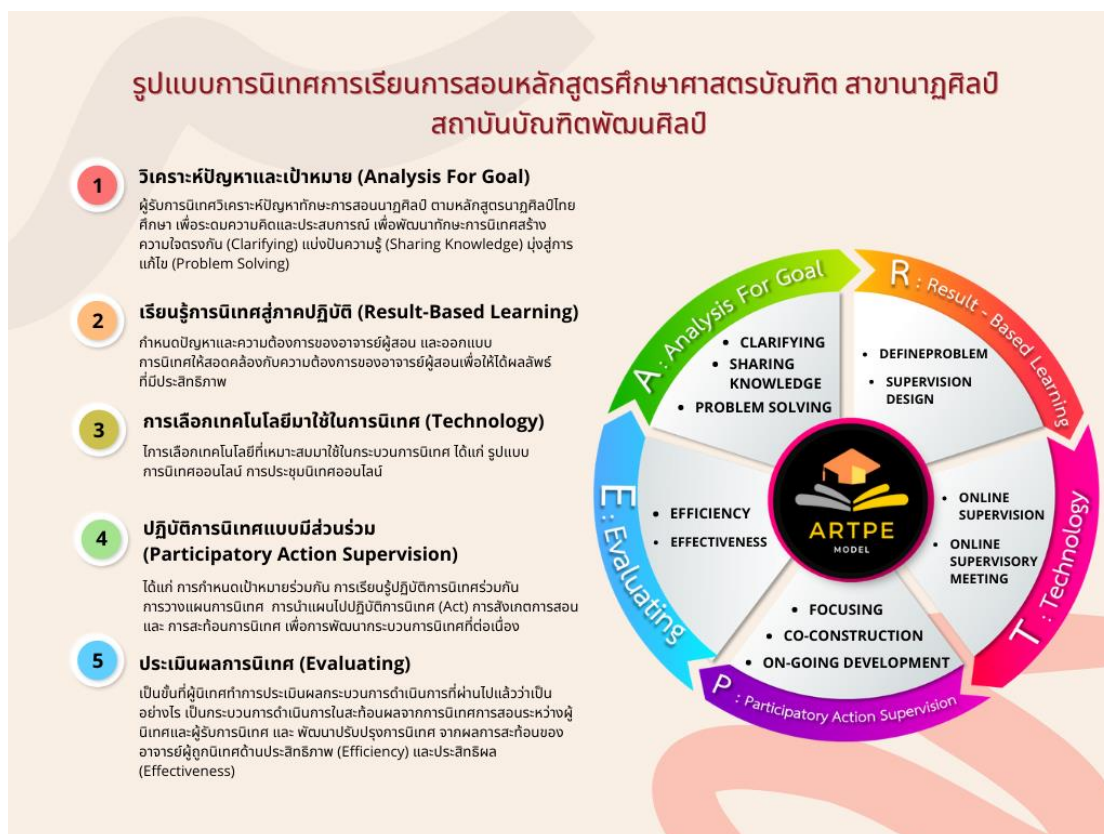 รูปแบบการนิเทศการเรียนการสอนหลักสูตรศึกษาศาสตรบัณฑิต สาขานาฏศิลป์
สถาบันบัณฑิตพัฒนศิลป์
1
วิเคราะห์ปัญหาและเป้าหมาย (Analysis For Goal)
ผู้รับการนิเทศวิเคราะห์ปัญหาทักษะการสอนนาฏศิลป์ ตามหลักสูตรนาฏศิลป์ไทย
ศึกษา เพื่อระดมความคิดและประสบการณ์ เพื่อพัฒนาทักษะการนิเทศสร้าง
ความใจตรงกัน (Clarifying) แบ่งปันความรู้ (Sharing Knowledge) มุ่งสู่การ
แก้ไข (Problem Solving)
2
เรียนรู้การนิเทศสู่ภาคปฏิบัติ (Result-Based Learning)
กำหนดปัญหาและความต้องการของอาจารย์ผู้สอน และออกแบบ
การนิเทศให้สอดคล้องกับความต้องการของอาจารย์ผู้สอนเพื่อให้ได้ผลลัพธ์
ที่มีประสิทธิภาพ
3
การเลือกเทคโนโลยีมาใช้ในการนิเทศ (Technology)
ไการเลือกเทคโนโลยีที่เหมาะสมมาใช้ในกระบวนการนิเทศ ได้แก่ รูปแบบ
การนิเทศออนไลน์ การประชุมนิเทศออนไลน์
4
ปฏิบัติการนิเทศแบบมีส่วนร่วม
(Participatory Action Supervision)
ได้แก่ การกำหนดเป้าหมายร่วมกัน การเรียนรู้ปฏิบัติการนิเทศร่วมกัน
การวางแผนการนิเทศ การนำแผนไปปฏิบัติการนิเทศ (Act) การสังเกตการสอน
และ การสะท้อนการนิเทศ เพื่อการพัฒนากระบวนการนิเทศที่ต่อเนื่อง
5
ประเมินผลการนิเทศ (Evaluating)
เป็นขั้นที่ผู้นิเทศทำการประเมินผลกระบวนการดำเนินการที่ผ่านไปแล้วว่าเป็น
อย่างไร เป็นกระบวนการดำเนินการในสะท้อนผลจากการนิเทศการสอนระหว่างผู้
นิเทศและผู้รับการนิเทศ และ พัฒนาปรับปรุงการนิเทศ จากผลการสะท้อนของ
อาจารย์ผู้ถูกนิเทศด้านประสิทธิภาพ (Efficiency) และประสิทธิผล
(Effectiveness)
A : Analysis For Goal
• CLARIFYING
• SHARING
KNOWLEDGE
• PROBLEM SOLVING
R : Result - Based Learning
• DEFINEPROBLEM
• SUPERVISION
DESIGN
T : Technology
• ONLINE
SUPERVISION
• ONLINE
SUPERVISORY
MEETING
P : Participatory Action Supervision
• FOCUSING
• CO-CONSTRUCTION
• ON-GOING DEVELOPMENT
E : Evaluating
• EFFICIENCY
• EFFECTIVENESS
ARTPE
MODEL